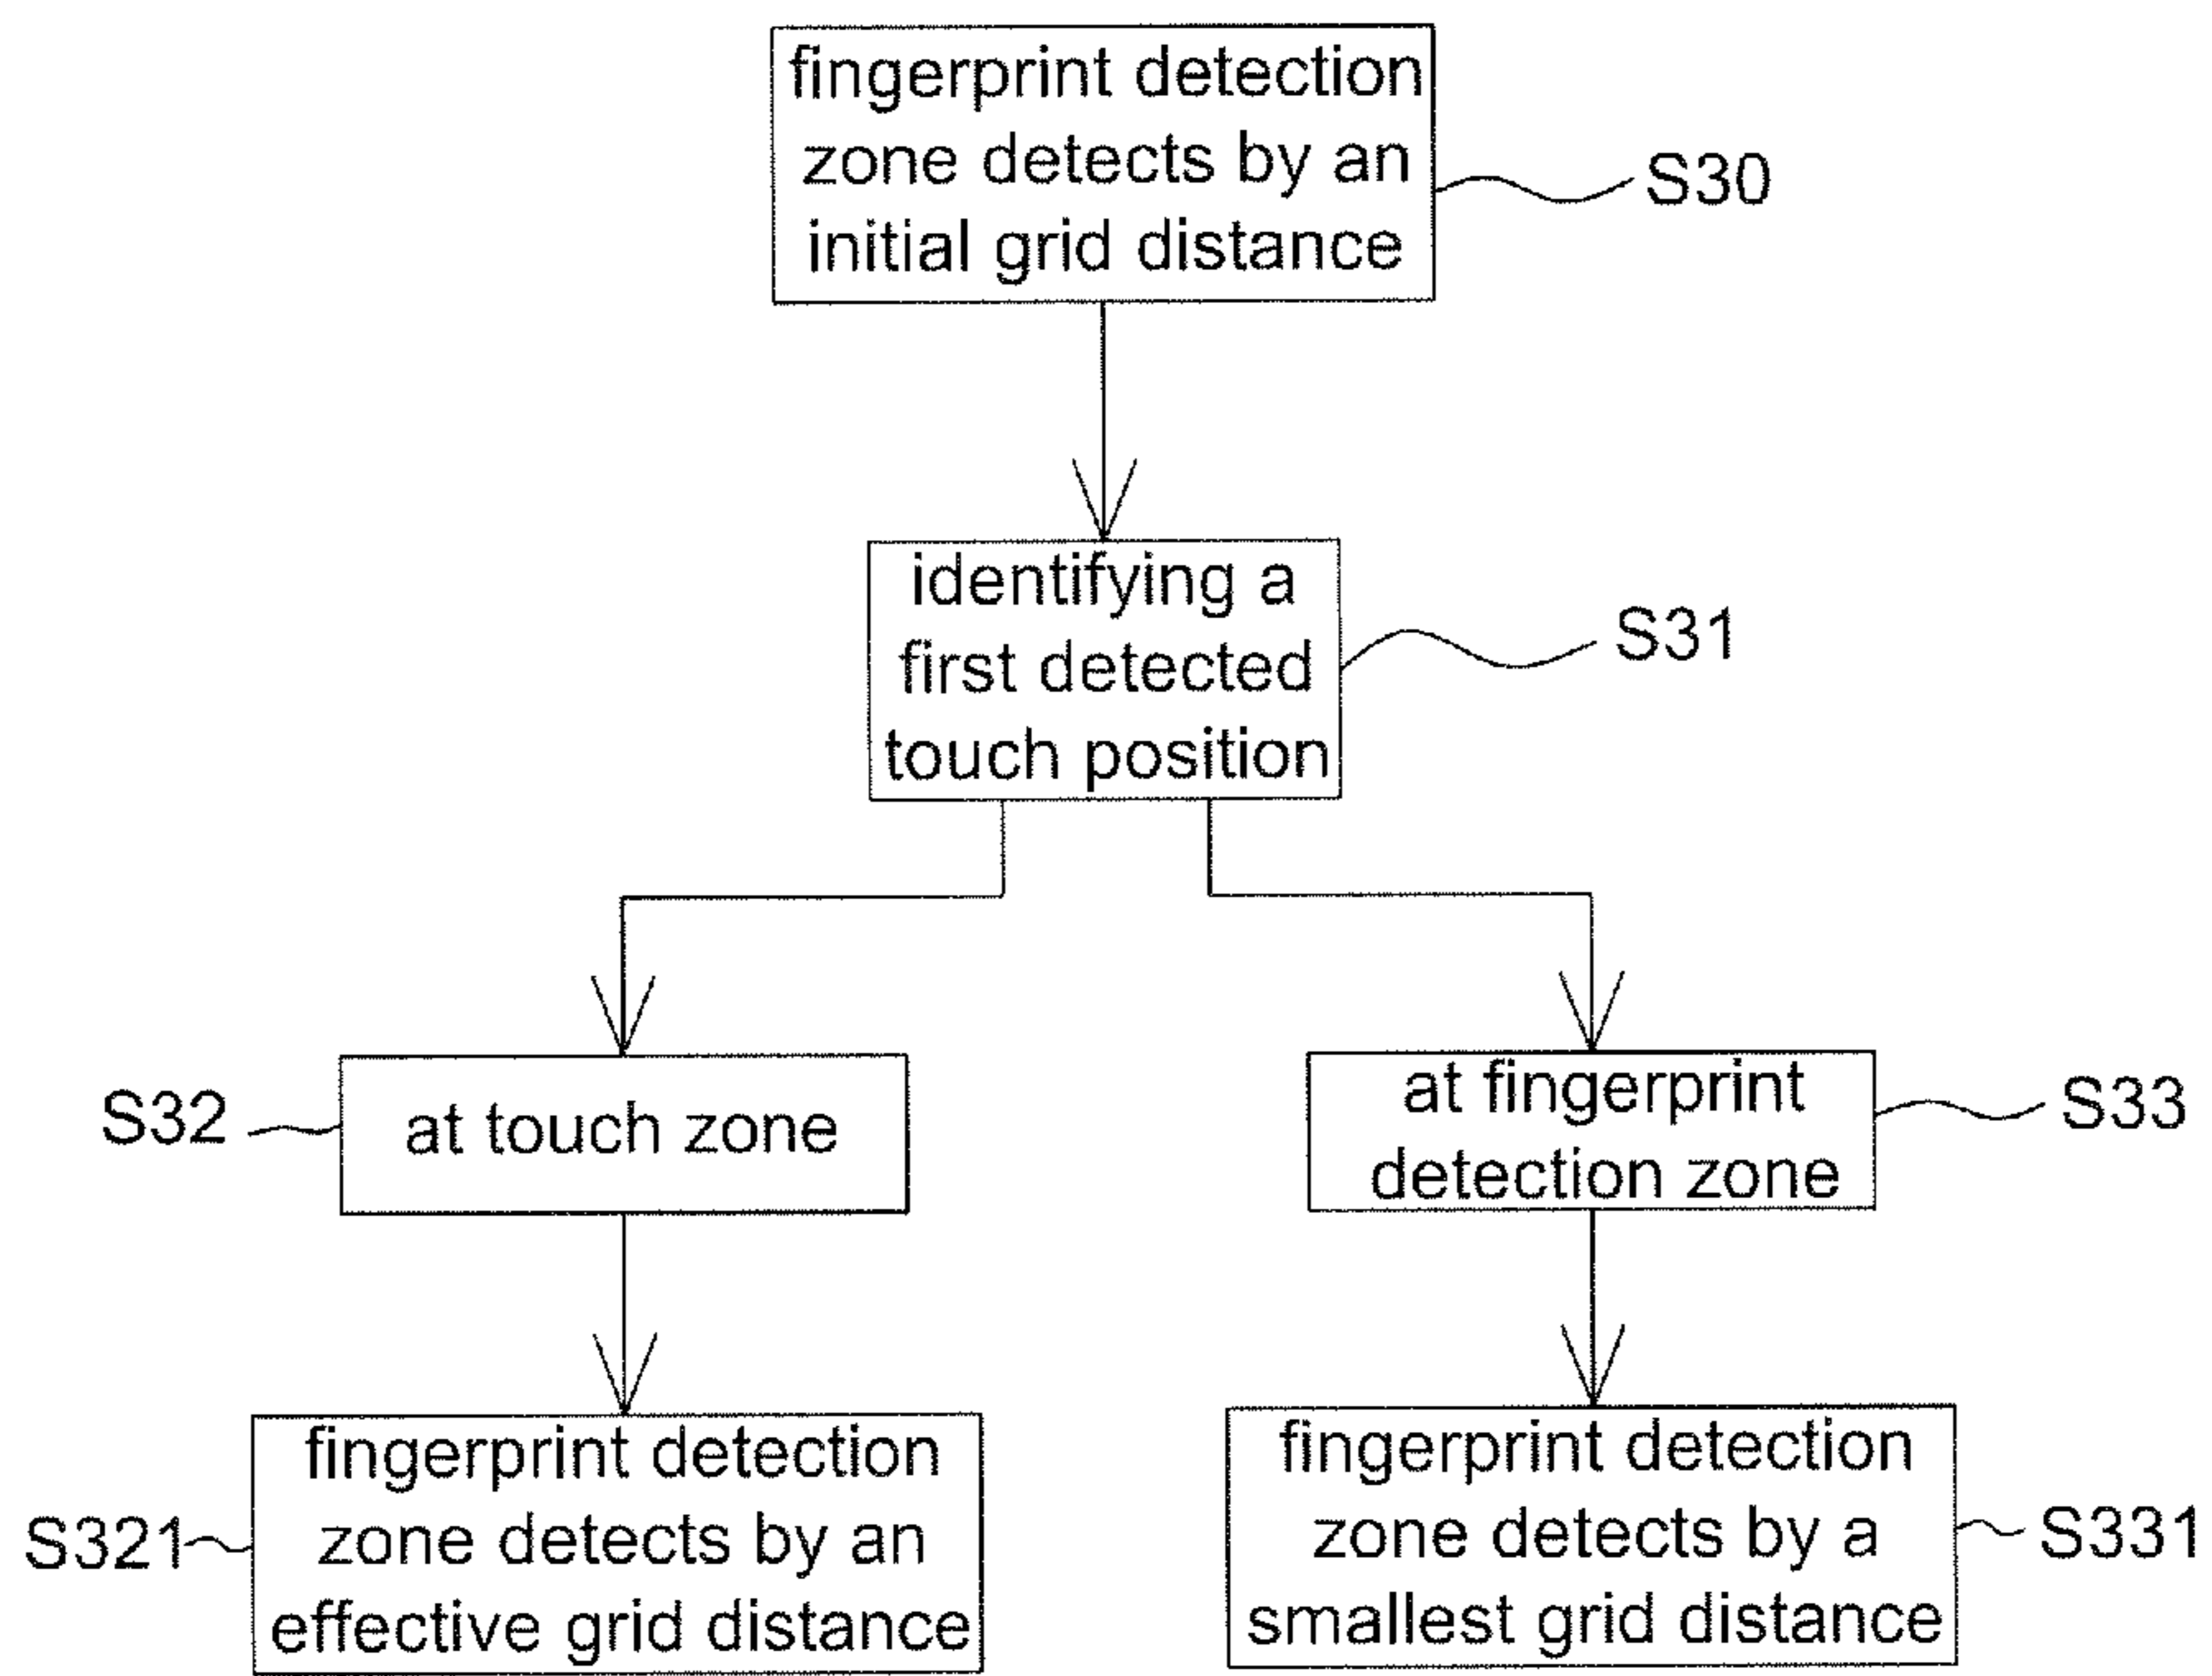 fingerprint detection
zone detects by an
initial grid distance
S30
identifying a
first detected
touch position
S31
S32
at touch zone
at fingerprint
detection zone
S33
fingerprint detection
zone detects by an
effective grid distance
S321
fingerprint detection
zone detects by a
smallest grid distance
S331